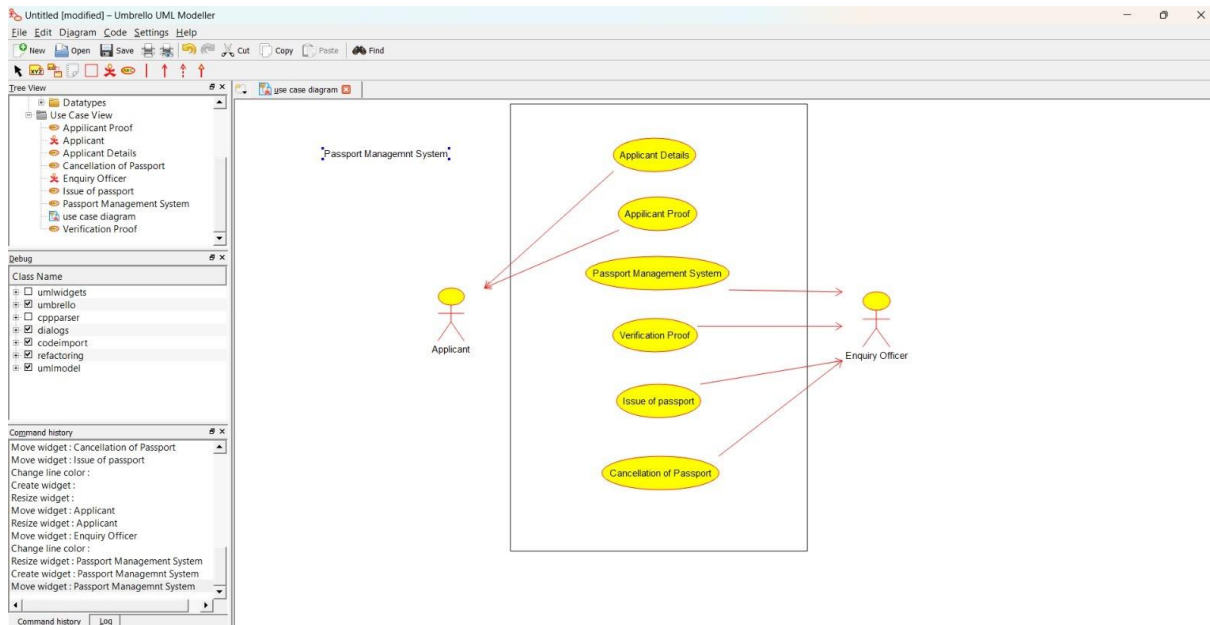 Untitled [modified] – Umbrello UML Modeller
File Edit Diagram Code Settings Help
New Open Save Cut Copy Paste Find
XYZ ABC
Tree View
use case diagram
Datatypes
Use Case View
Appilicant Proof
Applicant
Applicant Details
Cancellation of Passport
Enquiry Officer
Issue of passport
Passport Management System
use case diagram
Verification Proof
Debug
Class Name
umlwidgets
umbrello
cppparser
dialogs
codeimport
refactoring
umlmodel
Command history
Move widget : Cancellation of Passport
Move widget : Issue of passport
Change line color :
Create widget :
Resize widget :
Move widget : Applicant
Resize widget : Applicant
Move widget : Enquiry Officer
Change line color :
Resize widget : Passport Management System
Create widget : Passport Managemnt System
Move widget : Passport Managemnt System
Command history Log
Passport Managemnt System
Applicant Details
Appilicant Proof
Passport Management System
Verification Proof
Issue of passport
Cancellation of Passport
Applicant
Enquiry Officer